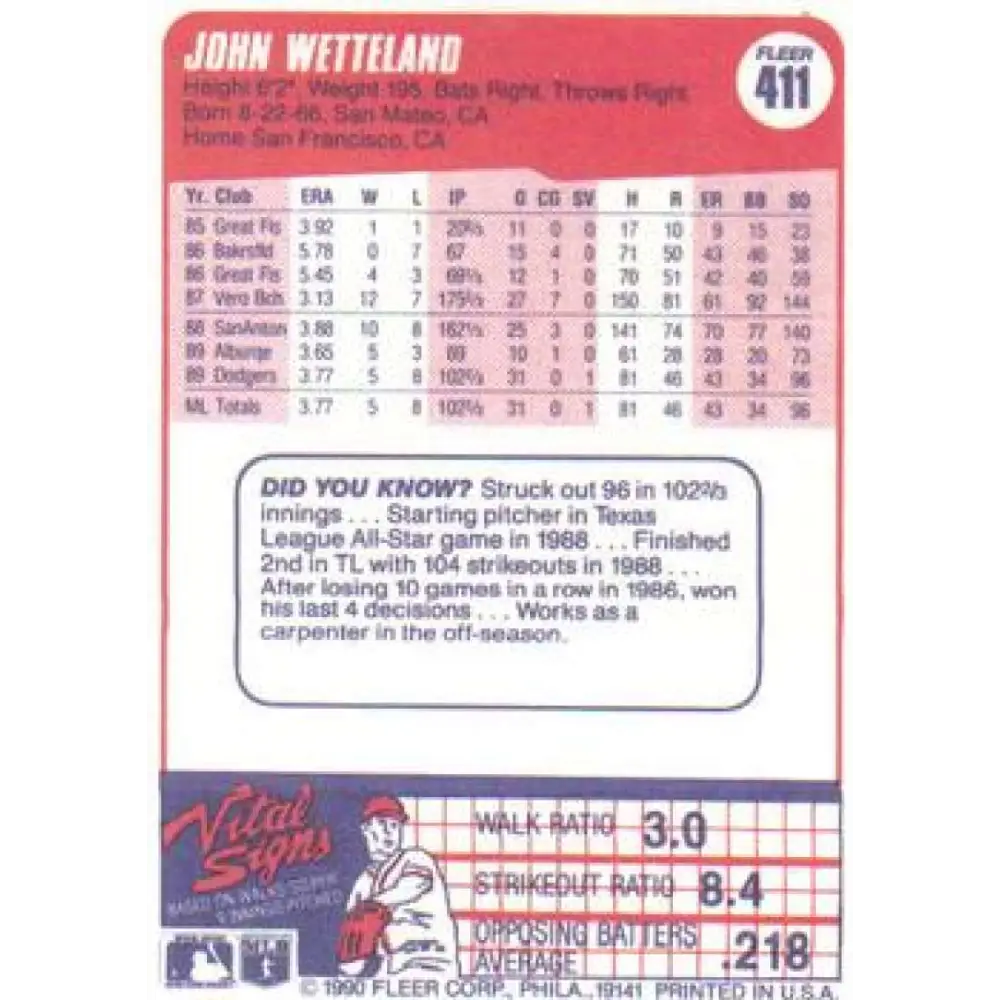 JOHN WETTELAND
FLEER
411
Height 6'2" Weight 195 Bats Right Throws Right
Born 8-22-66, San Mateo, CA
Home San Francisco, CA
Yr. Club ERA W L IP G CG SV H R ER BB SO
85 Great Fls 3.92 1 1 20⅔ 11 0 0 17 10 9 15 23
86 Bakrsfld 5.78 0 7 67 15 4 0 71 50 43 46 38
86 Great Fls 5.45 4 3 69⅓ 12 1 0 70 51 42 40 59
87 Vero Bch 3.13 12 7 175⅔ 27 7 0 150 81 61 92 144
88 SanAnton 3.88 10 8 162⅓ 25 3 0 141 74 70 77 140
89 Alburqe 3.65 5 3 69 10 1 0 61 28 28 20 73
89 Dodgers 3.77 5 8 102⅔ 31 0 1 81 46 43 34 96
ML Totals 3.77 5 8 102⅔ 31 0 1 81 46 43 34 96
DID YOU KNOW? Struck out 96 in 102⅔
innings . . . Starting pitcher in Texas
League All-Star game in 1988 . . . Finished
2nd in TL with 104 strikeouts in 1988 . . .
After losing 10 games in a row in 1986, won
his last 4 decisions . . . Works as a
carpenter in the off-season.
Vital
Signs
BASED ON WALKS, SO PER
9 INNINGS PITCHED
WALK RATIO 3.0
STRIKEOUT RATIO 8.4
OPPOSING BATTERS
AVERAGE .218
© 1990 FLEER CORP., PHILA., 19141 PRINTED IN U.S.A.